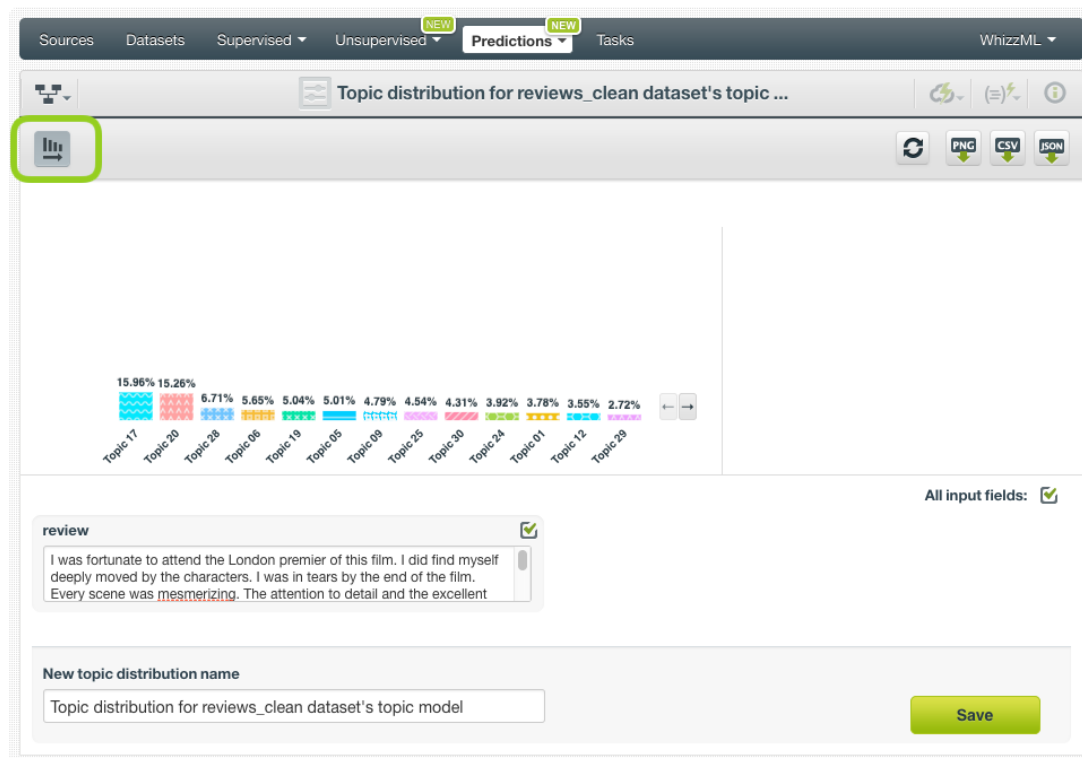 NEW
NEW
Sources Datasets Supervised Unsupervised Predictions Tasks WhizzML
Topic distribution for reviews_clean dataset's topic ...
PNG CSV JSON
15.96% 15.26% 6.71% 5.65% 5.04% 5.01% 4.79% 4.54% 4.31% 3.92% 3.78% 3.55% 2.72%
Topic 17 Topic 20 Topic 28 Topic 06 Topic 19 Topic 05 Topic 09 Topic 25 Topic 30 Topic 24 Topic 01 Topic 12 Topic 29
All input fields:
review
I was fortunate to attend the London premier of this film. I did find myself
deeply moved by the characters. I was in tears by the end of the film.
Every scene was mesmerizing. The attention to detail and the excellent
New topic distribution name
Topic distribution for reviews_clean dataset's topic model
Save